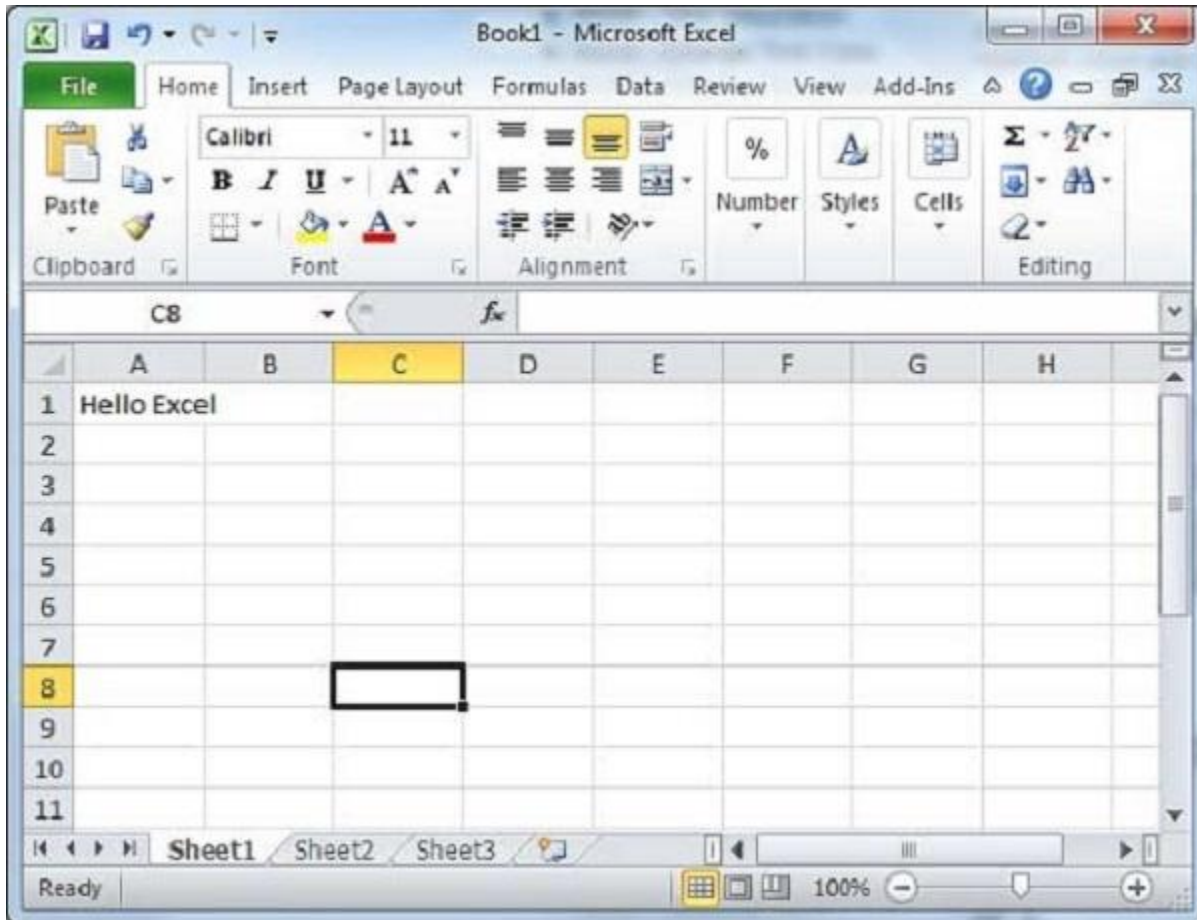 Book1 - Microsoft Excel
File Home Insert Page Layout Formulas Data Review View Add-Ins
Calibri 11
B I U A A
% A Σ
Paste Number Styles Cells
A
Clipboard Font Alignment Editing
C8 fx
A B C D E F G H
1 Hello Excel
2
3
4
5
6
7
8
9
10
11
Sheet1 Sheet2 Sheet3
Ready 100%